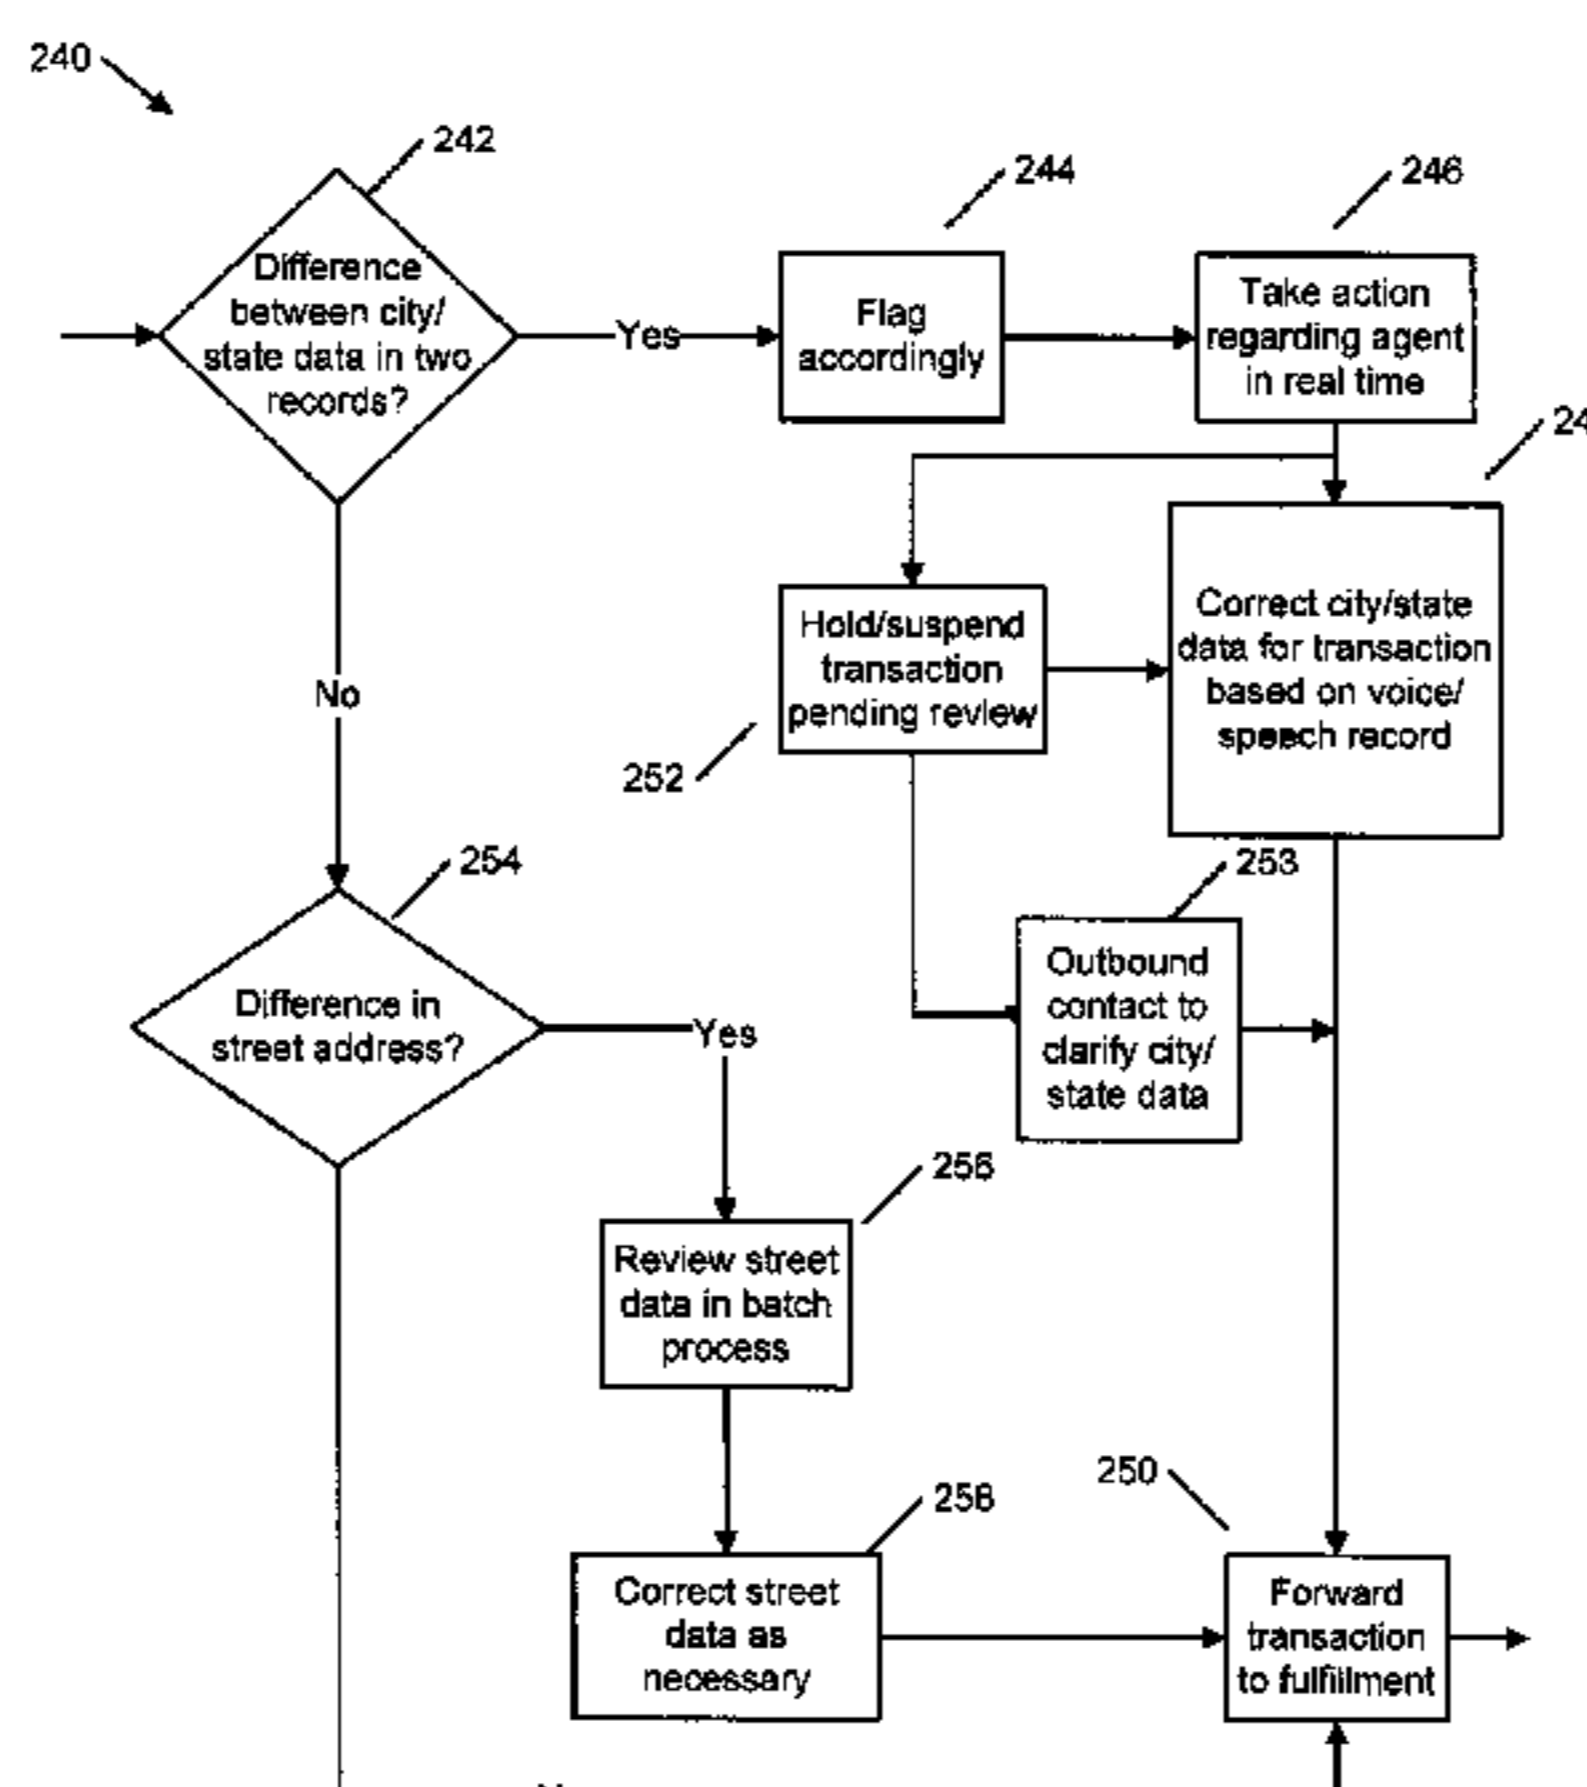 240
242
244
246
Difference
between city/
state data in two
records?
Yes
Flag
accordingly
Take action
regarding agent
in real time
24
Hold/suspend
transaction
pending review
Correct city/state
data for transaction
based on voice/
speech record
No
252
254
253
Difference in
street address?
Yes
Outbound
contact to
clarify city/
state data
256
Review street
data in batch
process
250
258
Correct street
data as
necessary
Forward
transaction
to fulfillment